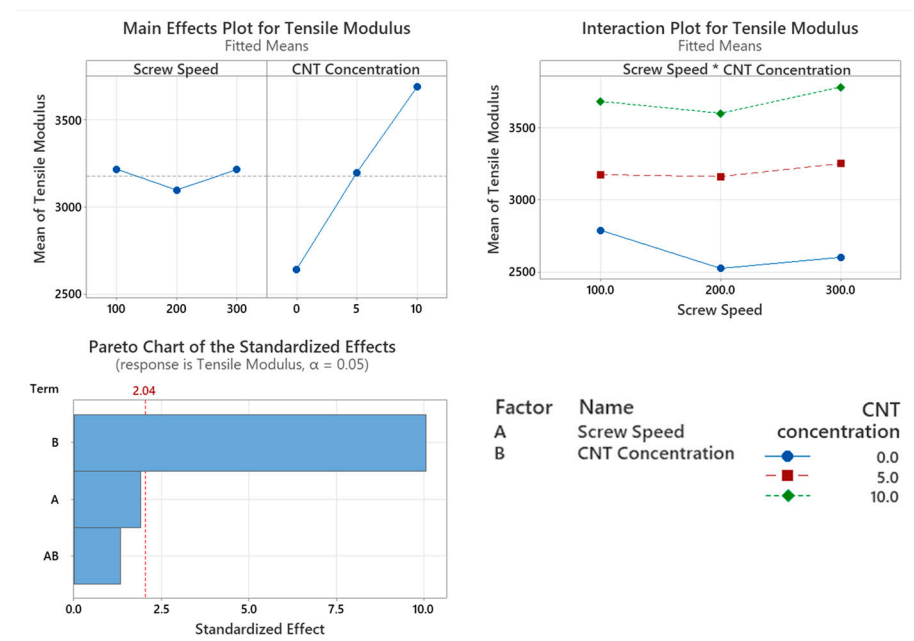 Main Effects Plot for Tensile Modulus
Fitted Means
Screw Speed CNT Concentration
Mean of Tensile Modulus
3500
3000
2500
100 200 300 0 5 10
Interaction Plot for Tensile Modulus
Fitted Means
Screw Speed * CNT Concentration
Mean of Tensile Modulus
3500
3000
2500
100.0 200.0 300.0
Screw Speed
Pareto Chart of the Standardized Effects
(response is Tensile Modulus, α = 0.05)
Term
2.04
B
A
AB
0.0 2.5 5.0 7.5 10.0
Standardized Effect
Factor Name
A Screw Speed
B CNT Concentration
CNT
concentration
0.0
5.0
10.0